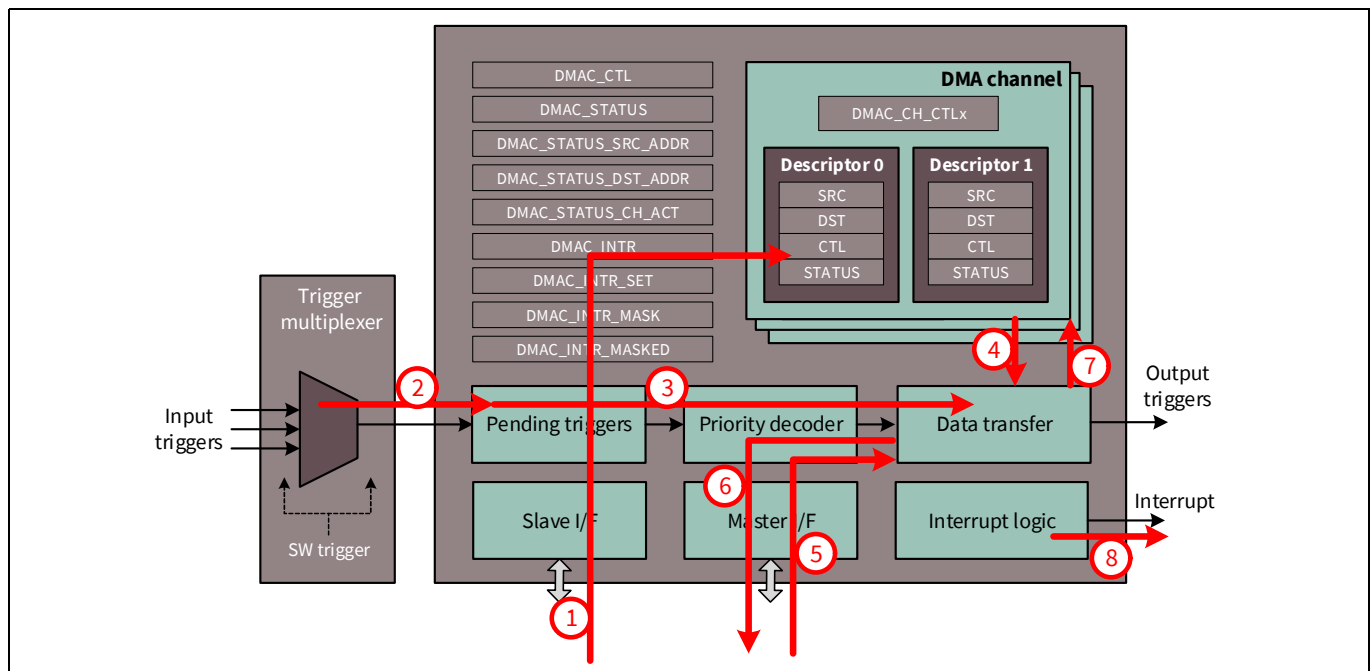 DMAC_CTL
DMAC_STATUS
DMAC_STATUS_SRC_ADDR
DMAC_STATUS_DST_ADDR
DMAC_STATUS_CH_ACT
DMAC_INTR
DMAC_INTR_SET
DMAC_INTR_MASK
DMAC_INTR_MASKED
DMA channel
DMAC_CH_CTLx
Descriptor 0
SRC
DST
CTL
STATUS
Descriptor 1
SRC
DST
CTL
STATUS
Trigger
multiplexer
Input
triggers
SW trigger
2
3
4
7
Pending triggers
Priority decoder
Data transfer
Output
triggers
6
5
Slave I/F
Master I/F
Interrupt logic
Interrupt
8
1